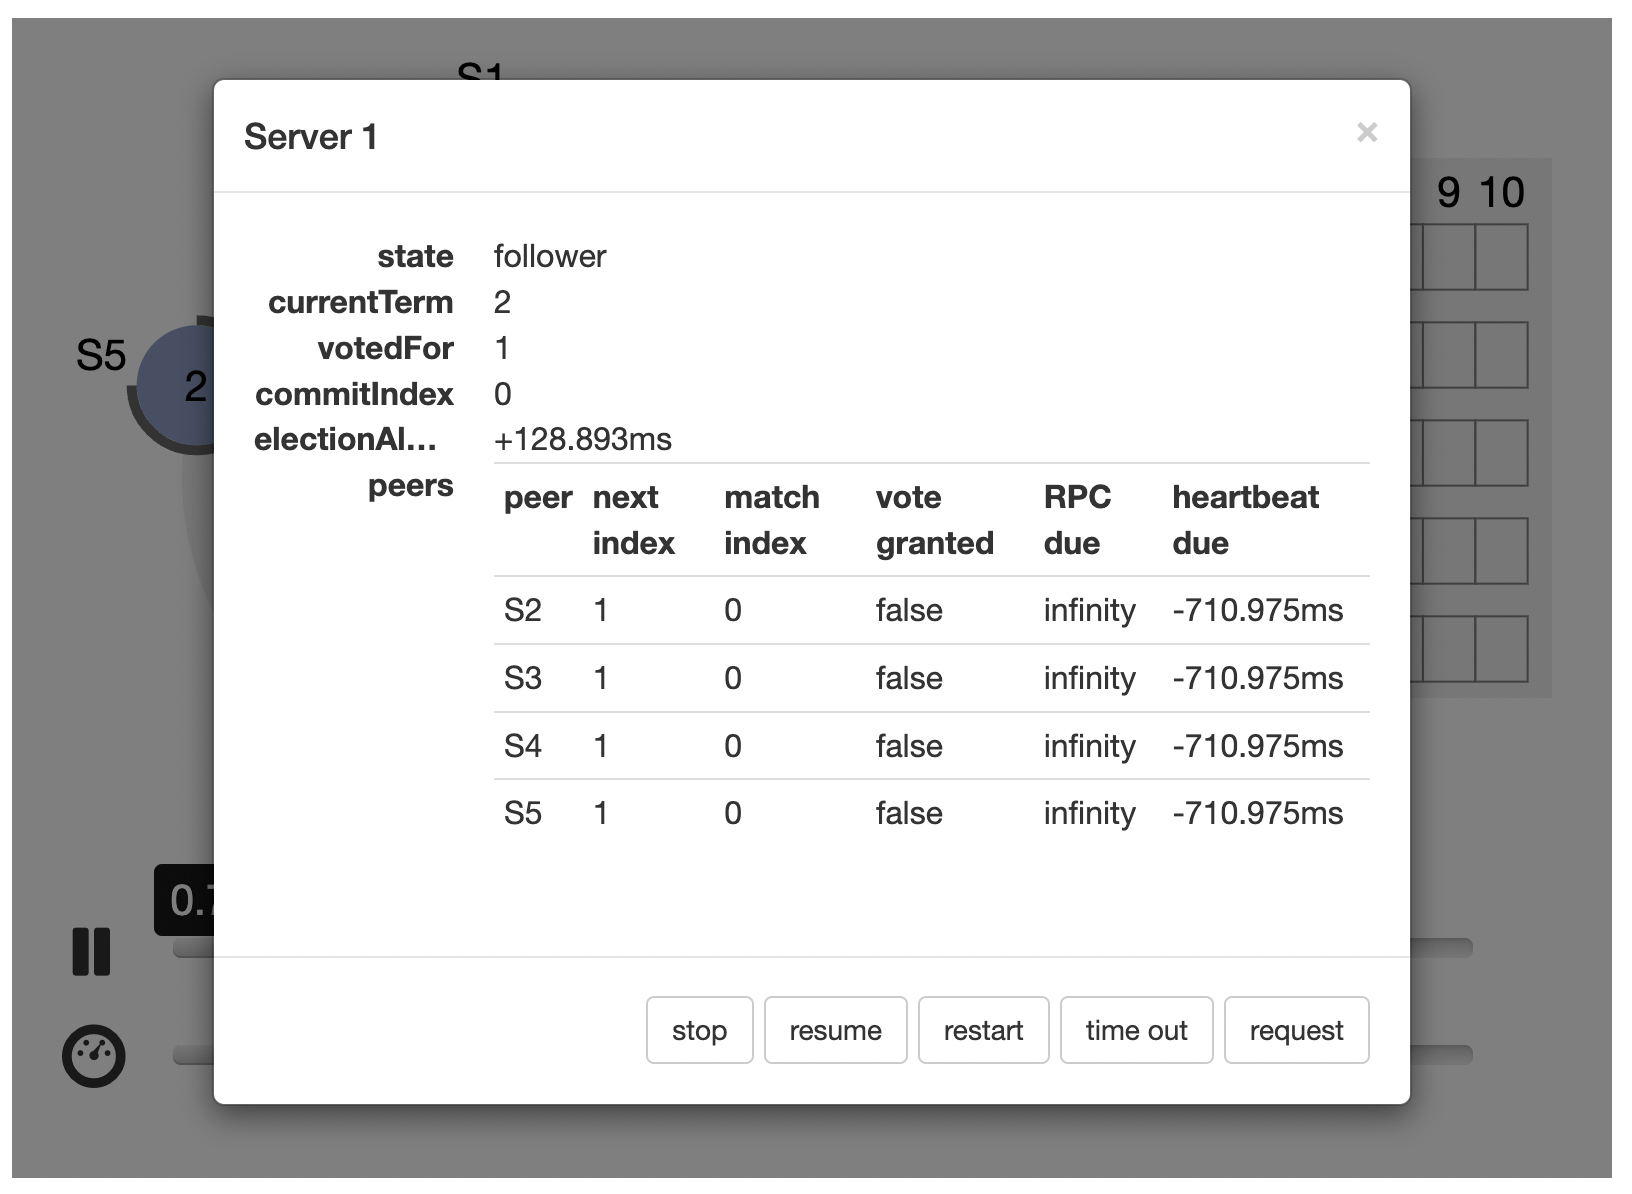 S1
Server 1 ×
9 10
state follower
currentTerm 2
votedFor 1
S5
2
commitIndex 0
electionAl... +128.893ms
peers
peer next index match index vote granted RPC due heartbeat due
S2 1 0 false infinity -710.975ms
S3 1 0 false infinity -710.975ms
S4 1 0 false infinity -710.975ms
S5 1 0 false infinity -710.975ms
stop resume restart time out request